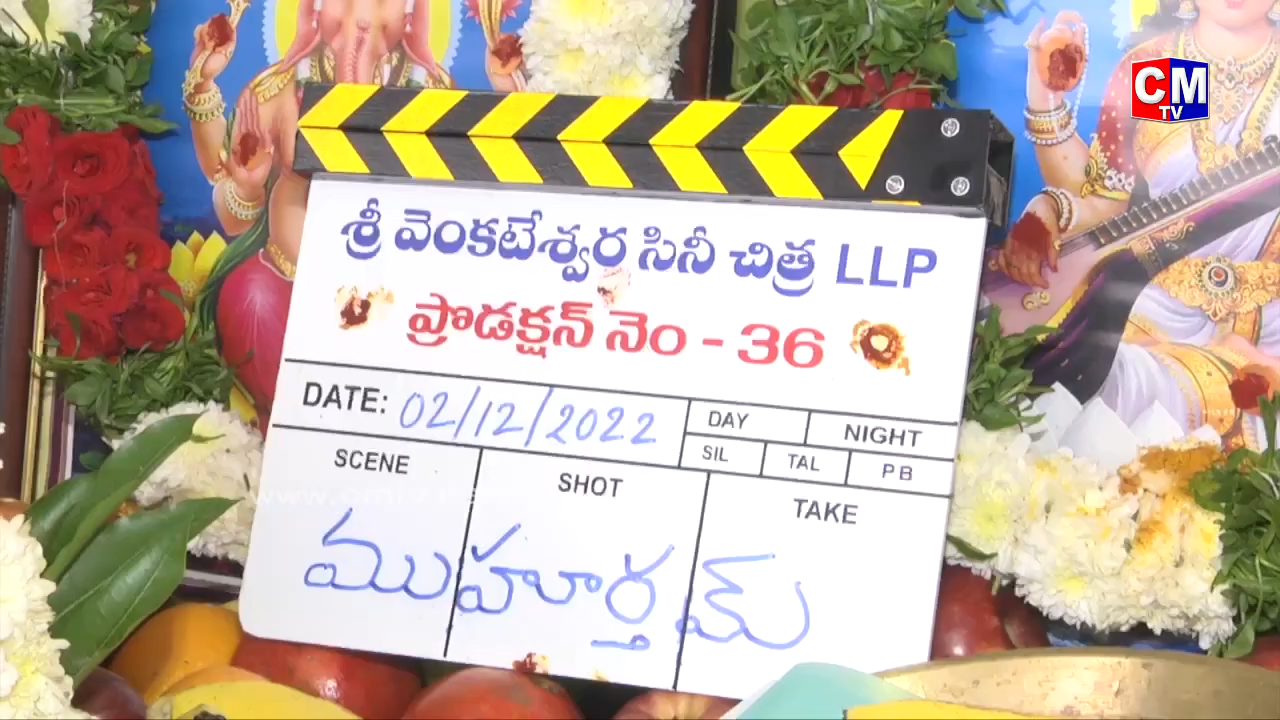 CM
TV
శ్రీ వెంకటేశ్వర సినీ చిత్ర LLP
ప్రొడక్షన్ నెం - 36
DATE: 02/12/2022
DAY NIGHT
SIL TAL PB
SCENE SHOT TAKE
ముహూర్తమ్